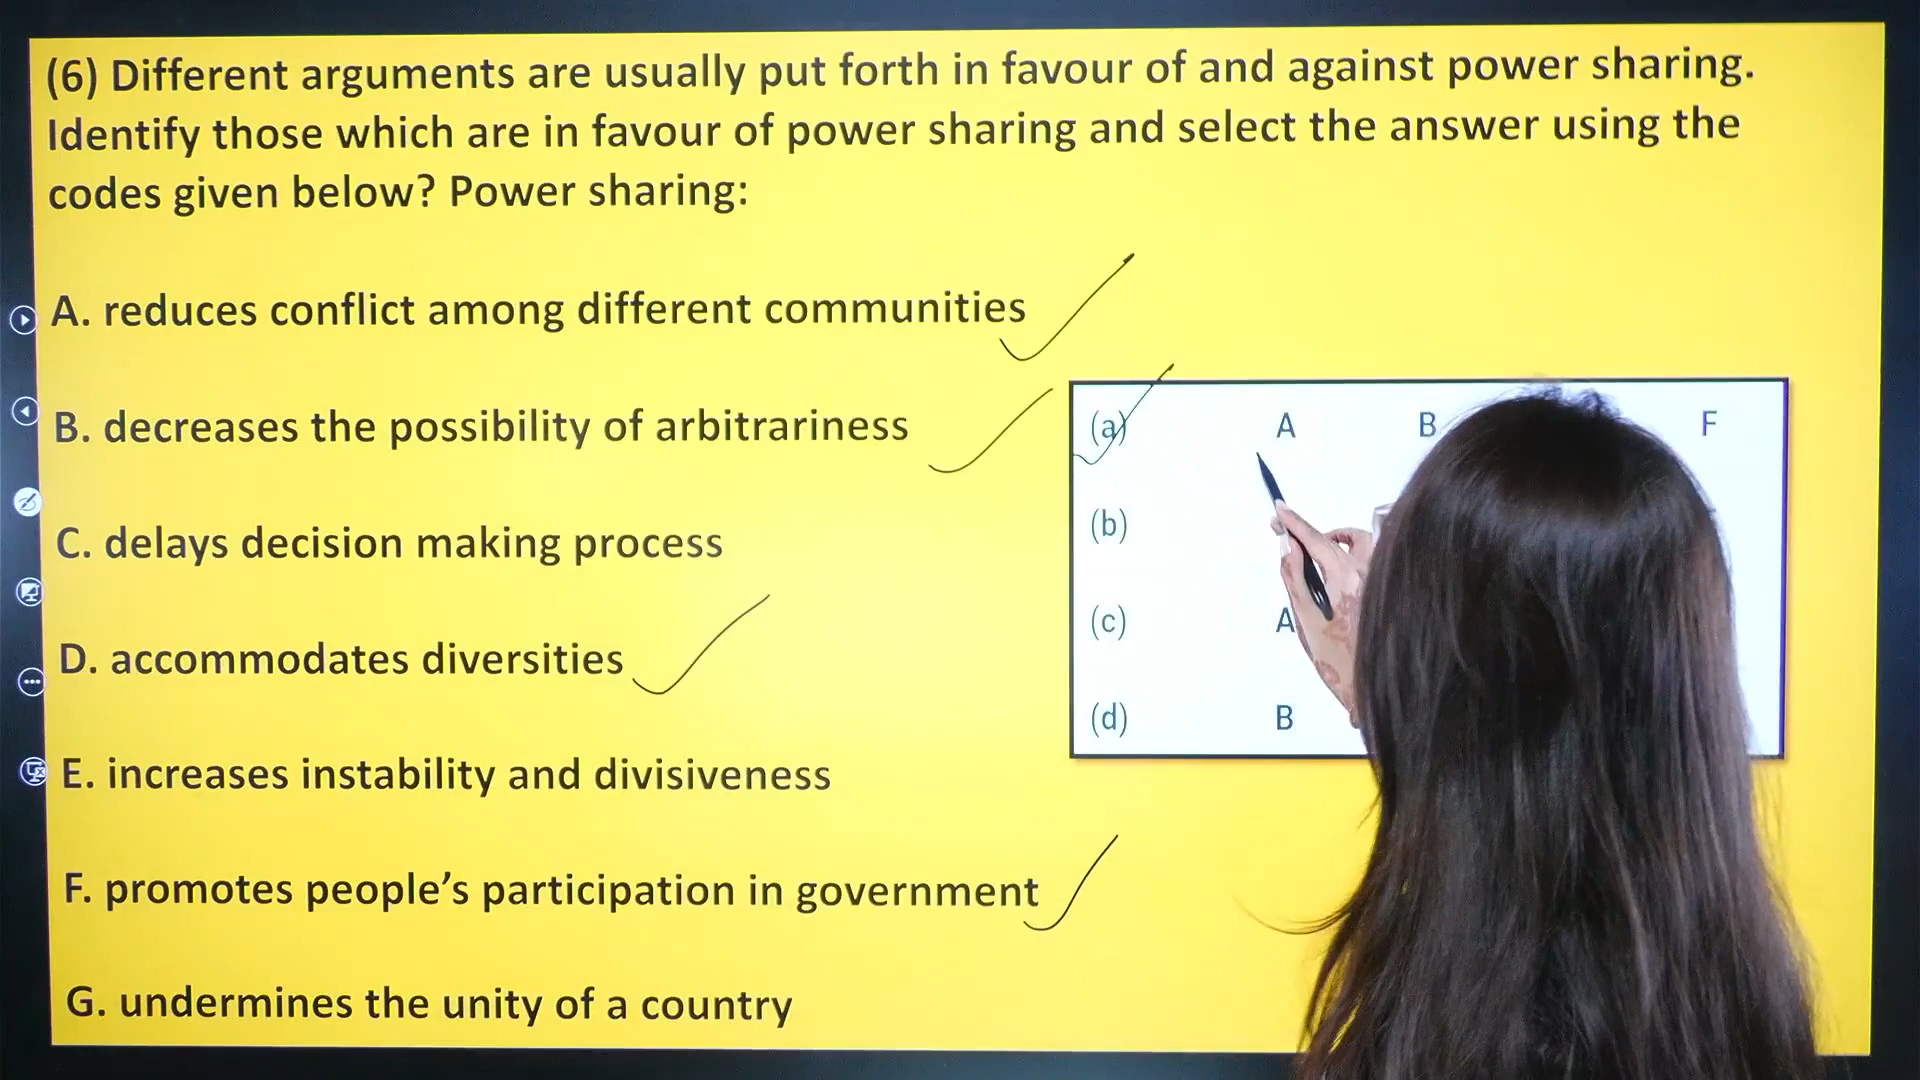 (6) Different arguments are usually put forth in favour of and against power sharing.
Identify those which are in favour of power sharing and select the answer using the
codes given below? Power sharing:
A. reduces conflict among different communities
B. decreases the possibility of arbitrariness
C. delays decision making process
D. accommodates diversities
E. increases instability and divisiveness
F. promotes people’s participation in government
G. undermines the unity of a country
(a) A B F
(b)
(c) A
(d) B